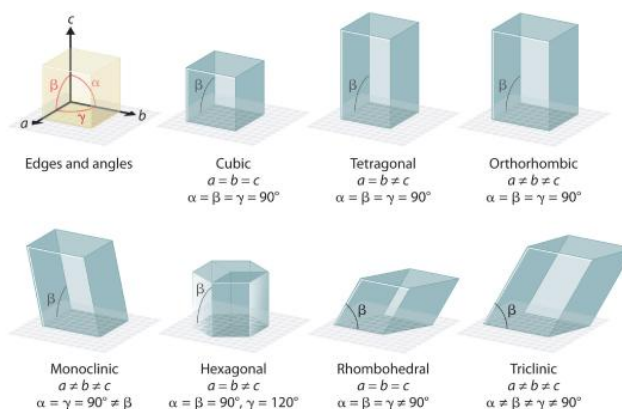 c
β α
γ
a b
Edges and angles
β
Cubic
a = b = c
α = β = γ = 90°
β
Tetragonal
a = b ≠ c
α = β = γ = 90°
β
Orthorhombic
a ≠ b ≠ c
α = β = γ = 90°
β
Monoclinic
a ≠ b ≠ c
α = γ = 90° ≠ β
β
Hexagonal
a = b ≠ c
α = β = 90°, γ = 120°
β
Rhombohedral
a = b = c
α = β = γ ≠ 90°
β
Triclinic
a ≠ b ≠ c
α ≠ β ≠ γ ≠ 90°